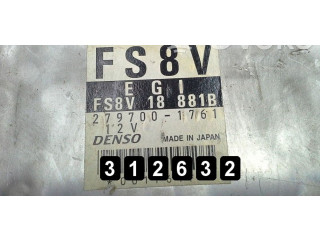 FS8V
EGI
FS8V 18 881B
279700-1761
12V
DENSO MADE IN JAPAN
312632